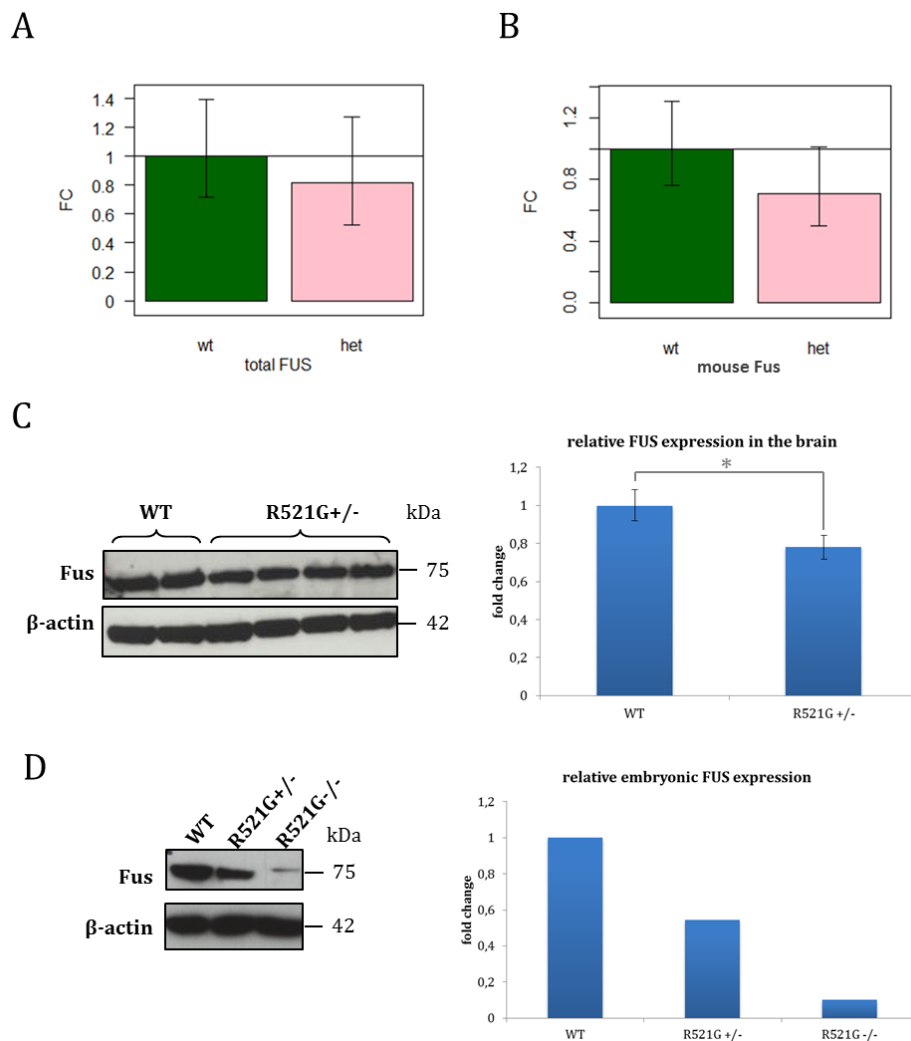 A
B
1.4
1.2
1
0.8
0.6
0.4
0.2
0
FC
wt
het
total FUS
1.2
0.8
0.4
0.0
FC
wt
het
mouse Fus
C
WT
R521G+/-
kDa
Fus
75
β-actin
42
relative FUS expression in the brain
1,2
1
0,8
0,6
0,4
0,2
0
fold change
*
WT
R521G +/-
D
WT
R521G+/-
R521G-/-
kDa
Fus
75
β-actin
42
relative embryonic FUS expression
1,2
1
0,8
0,6
0,4
0,2
0
fold change
WT
R521G +/-
R521G -/-